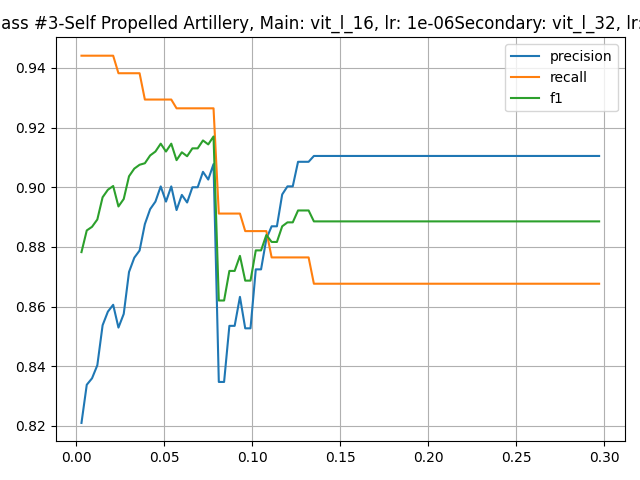 ass #3-Self Propelled Artillery, Main: vit_l_16, lr: 1e-06Secondary: vit_l_32, lr:
precision
recall
f1
0.94
0.92
0.90
0.88
0.86
0.84
0.82
0.00 0.05 0.10 0.15 0.20 0.25 0.30